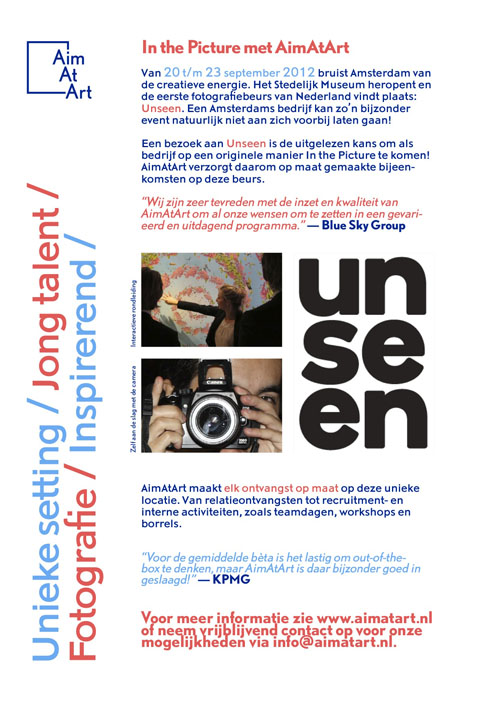 Aim
At
Art
In the Picture met AimAtArt
Van 20 t/m 23 september 2012 bruist Amsterdam van
de creatieve energie. Het Stedelijk Museum heropent en
de eerste fotografiebeurs van Nederland vindt plaats:
Unseen. Een Amsterdams bedrijf kan zo'n bijzonder
event natuurlijk niet aan zich voorbij laten gaan!
Een bezoek aan Unseen is de uitgelezen kans om als
bedrijf op een originele manier In the Picture te komen!
AimAtArt verzorgt daarom op maat gemaakte bijeen-
komsten op deze beurs.
"Wij zijn zeer tevreden met de inzet en kwaliteit van
AimAtArt om al onze wensen om te zetten in een gevari-
eerd en uitdagend programma." — Blue Sky Group
Interactieve rondleiding
Zelf aan de slag met de camera
Canon
un
se
en
AimAtArt maakt elk ontvangst op maat op deze unieke
locatie. Van relatieontvangsten tot recruitment- en
interne activiteiten, zoals teamdagen, workshops en
borrels.
"Voor de gemiddelde bèta is het lastig om out-of-the-
box te denken, maar AimAtArt is daar bijzonder goed in
geslaagd!" — KPMG
Voor meer informatie zie www.aimatart.nl
of neem vrijblijvend contact op voor onze
mogelijkheden via info@aimatart.nl.
Unieke setting / Jong talent /
Fotografie / Inspirerend /